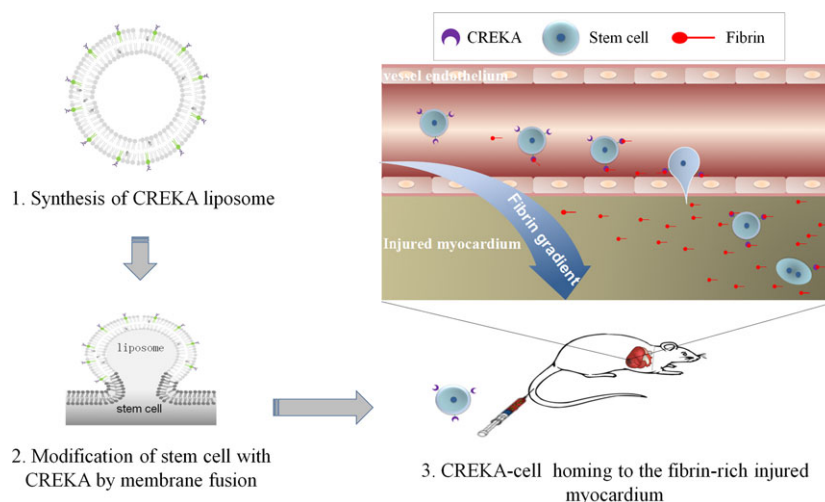 CREKA
Stem cell
Fibrin
vessel endothelium
Fibrin gradient
Injured myocardium
1. Synthesis of CREKA liposome
liposome
stem cell
2. Modification of stem cell with
CREKA by membrane fusion
3. CREKA-cell homing to the fibrin-rich injured
myocardium